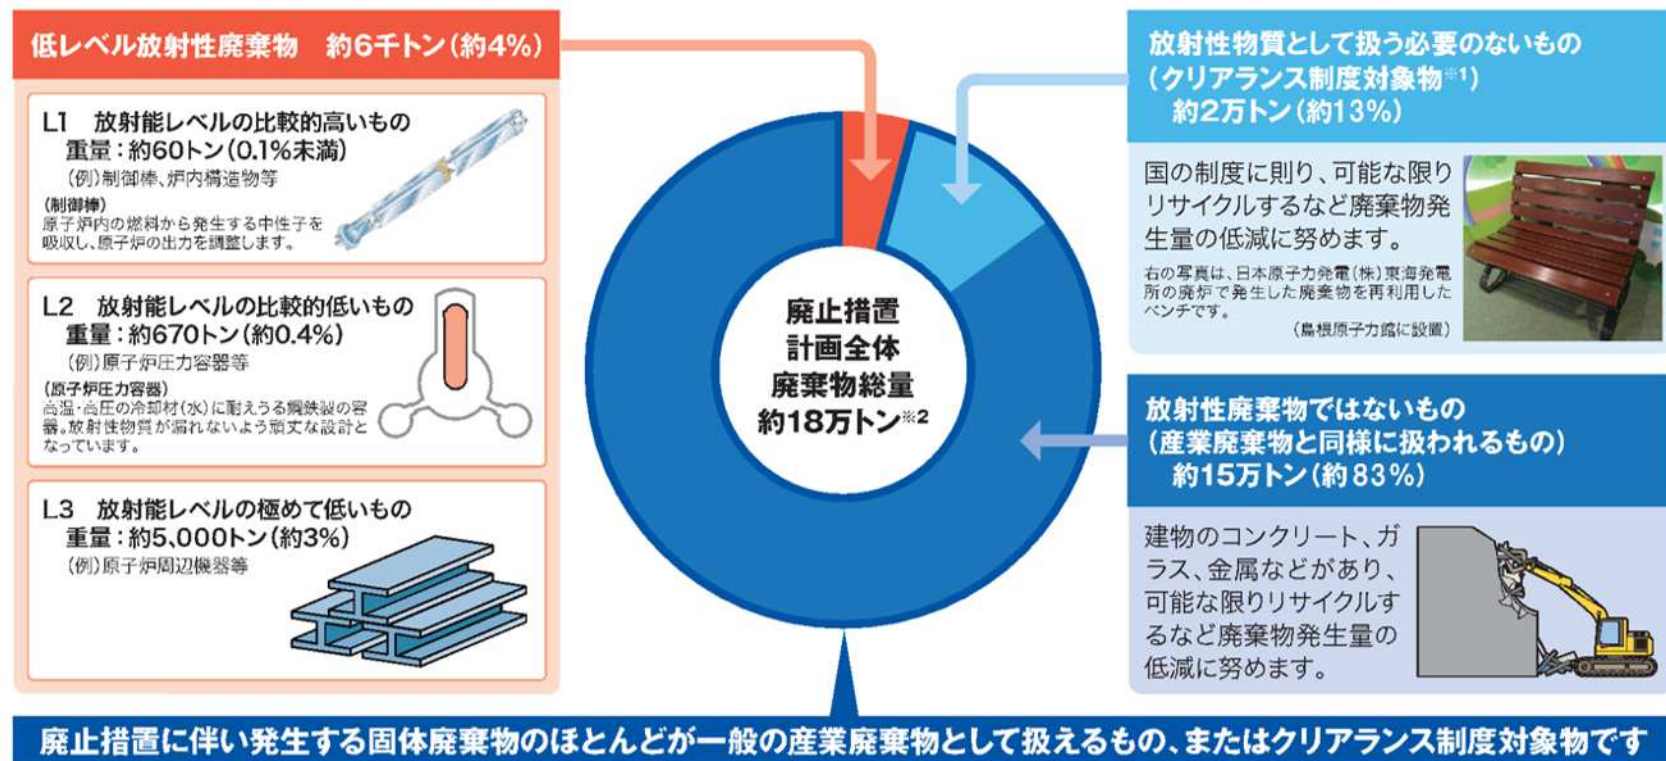 低レベル放射性廃棄物 約6千トン(約4%)
L1 放射能レベルの比較的高いもの
重量:約60トン(0.1%未満)
(例)制御棒、炉内構造物等
(制御棒)
原子炉内の燃料から発生する中性子を
吸収し、原子炉の出力を調整します。
L2 放射能レベルの比較的低いもの
重量:約670トン(約0.4%)
(例)原子炉圧力容器等
(原子炉圧力容器)
高温・高圧の冷却材(水)に耐えうる鋼鉄製の容
器。放射性物質が漏れないよう頑丈な設計と
なっています。
L3 放射能レベルの極めて低いもの
重量:約5,000トン(約3%)
(例)原子炉周辺機器等
廃止措置
計画全体
廃棄物総量
約18万トン※2
放射性物質として扱う必要のないもの
(クリアランス制度対象物※1)
約2万トン(約13%)
国の制度に則り、可能な限り
リサイクルするなど廃棄物発
生量の低減に努めます。
右の写真は、日本原子力発電(株)東海発電
所の廃炉で発生した廃棄物を再利用した
ベンチです。
(島根原子力館に設置)
放射性廃棄物ではないもの
(産業廃棄物と同様に扱われるもの)
約15万トン(約83%)
建物のコンクリート、ガ
ラス、金属などがあり、
可能な限りリサイクルす
るなど廃棄物発生量の
低減に努めます。
廃止措置に伴い発生する固体廃棄物のほとんどが一般の産業廃棄物として扱えるもの、またはクリアランス制度対象物です